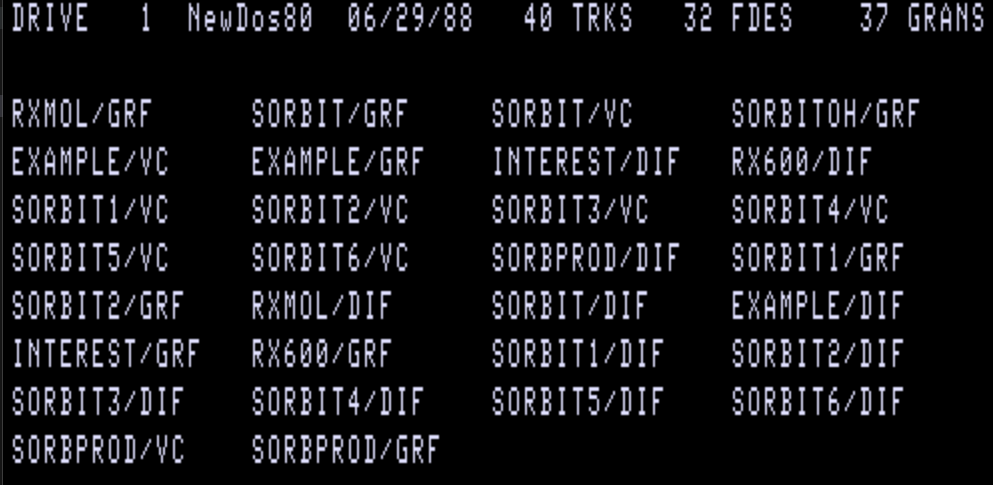 DRIVE 1 NewDos80 06/29/88 40 TRKS 32 FDES 37 GRANS
RXMOL/GRF SORBIT/GRF SORBIT/VC SORBITOH/GRF
EXAMPLE/VC EXAMPLE/GRF INTEREST/DIF RX600/DIF
SORBIT1/VC SORBIT2/VC SORBIT3/VC SORBIT4/VC
SORBIT5/VC SORBIT6/VC SORBPROD/DIF SORBIT1/GRF
SORBIT2/GRF RXMOL/DIF SORBIT/DIF EXAMPLE/DIF
INTEREST/GRF RX600/GRF SORBIT1/DIF SORBIT2/DIF
SORBIT3/DIF SORBIT4/DIF SORBIT5/DIF SORBIT6/DIF
SORBPROD/VC SORBPROD/GRF